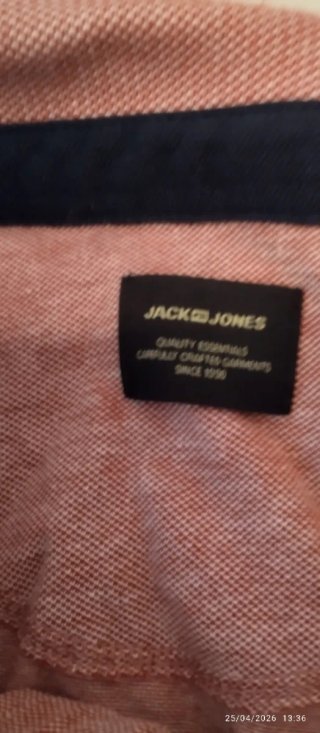 JACK & JONES
QUALITY ESSENTIALS
CAREFULLY CRAFTED GARMENTS
SINCE 1990
25/04/2026 13:36